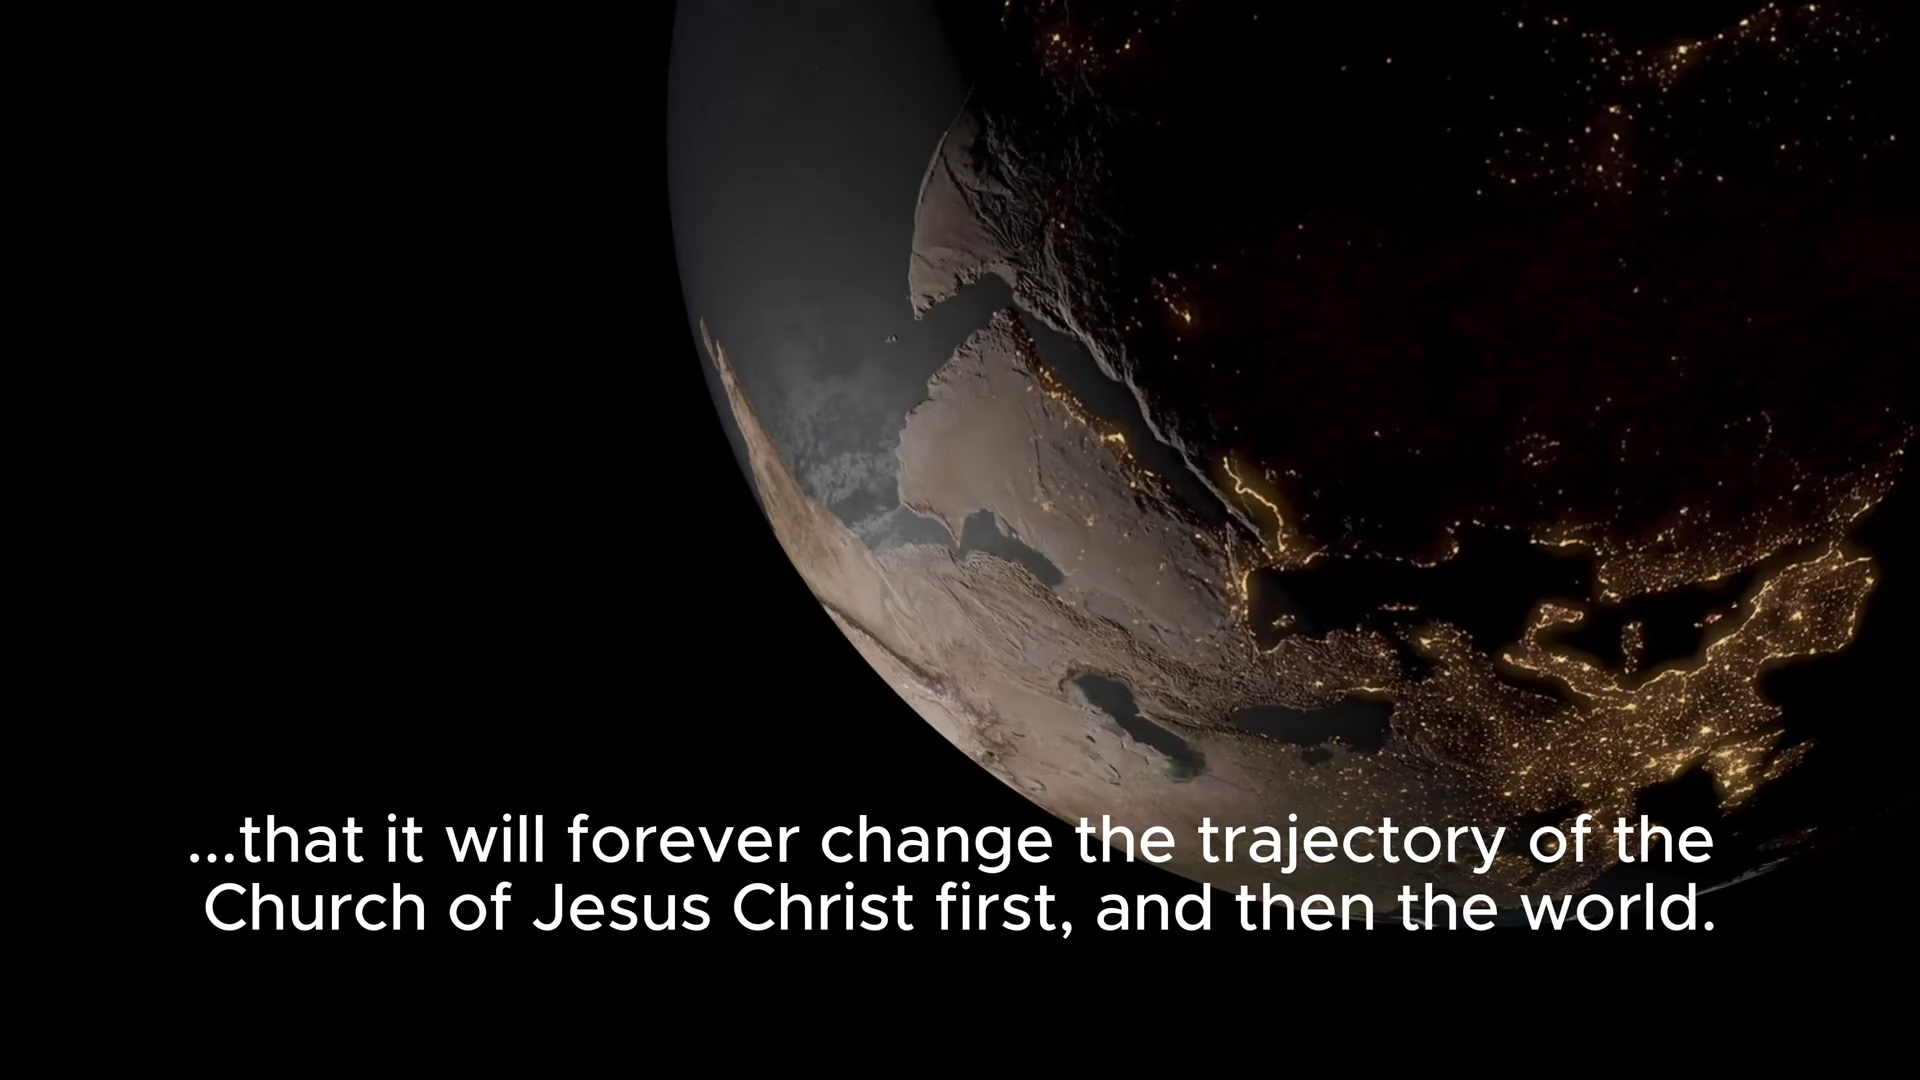 ...that it will forever change the trajectory of the
Church of Jesus Christ first, and then the world.